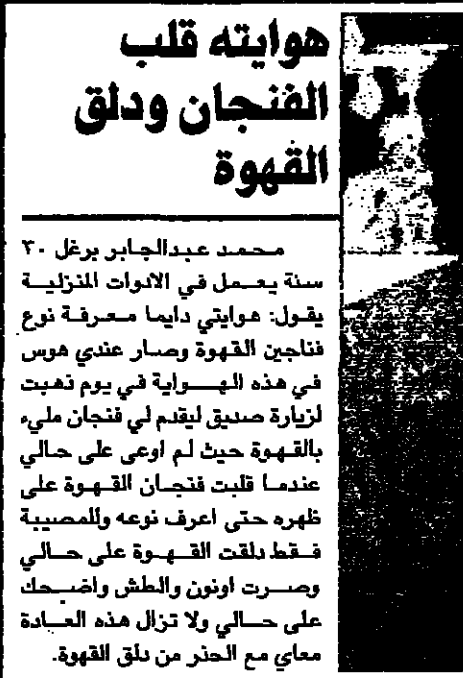 هوايته قلب
الفنجان ودلق
القهوة
محمد عبدالجابر برغل ٣٠
سنة يعمل في الادوات المنزلية
يقول: هوايتي دايما معرفة نوع
فناجين القهوة وصار عندي هوس
في هذه الهواية في يوم ذهبت
لزيارة صديق ليقدم لي فنجان مليء
بالقهوة حيث لم اوعى على حالي
عندما قلبت فنجان القهوة على
ظهره حتى اعرف نوعه وللمصيبة
فقط دلقت القهوة على حالي
وصرت اونون والطش واضحك
على حالي ولا تزال هذه العادة
معاي مع الحذر من دلق القهوة.